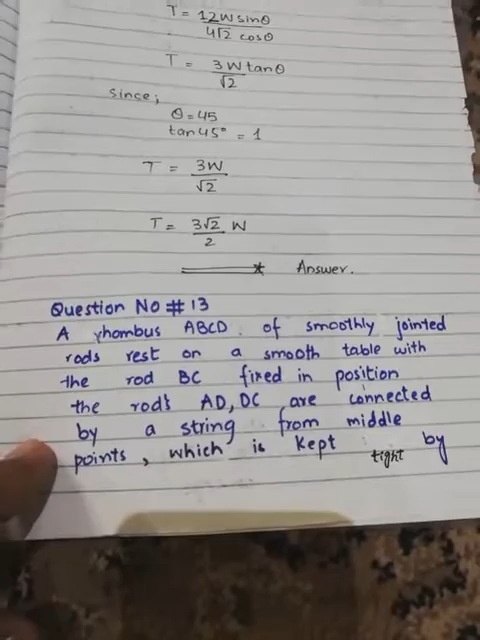 T = 12W sinθ / 4√2 cosθ
T = 3W tanθ / √2
Since;
θ = 45
tan 45° = 1
T = 3W / √2
T = 3√2 / 2 W
Answer.
Question No # 13
A rhombus ABCD of smoothly jointed
rods rest on a smooth table with
the rod BC fixed in position
the rods AD, DC are connected
by a string from middle
points, which is kept tight by